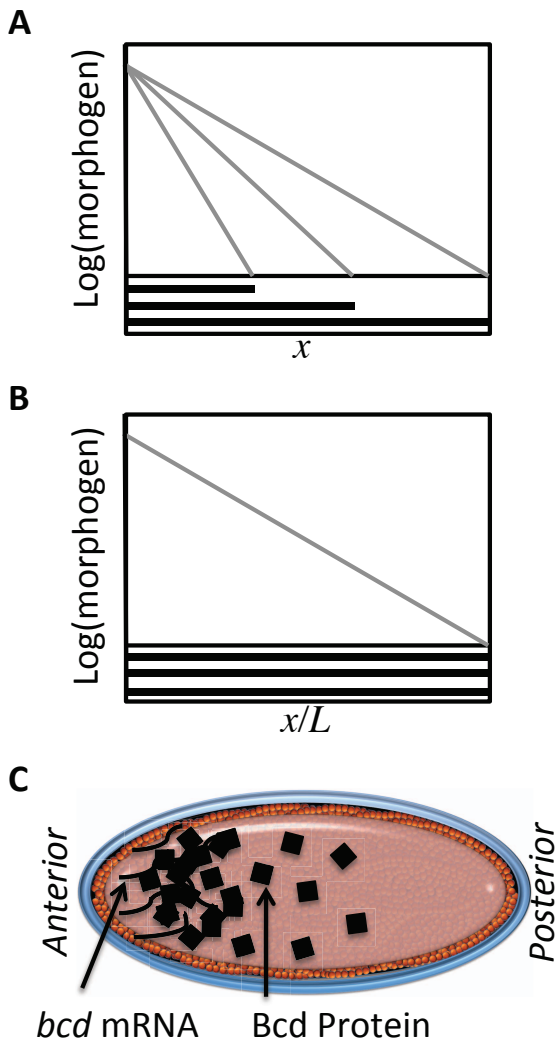 A
Log(morphogen)
x
B
Log(morphogen)
x/L
C
Anterior
Posterior
bcd mRNA
Bcd Protein